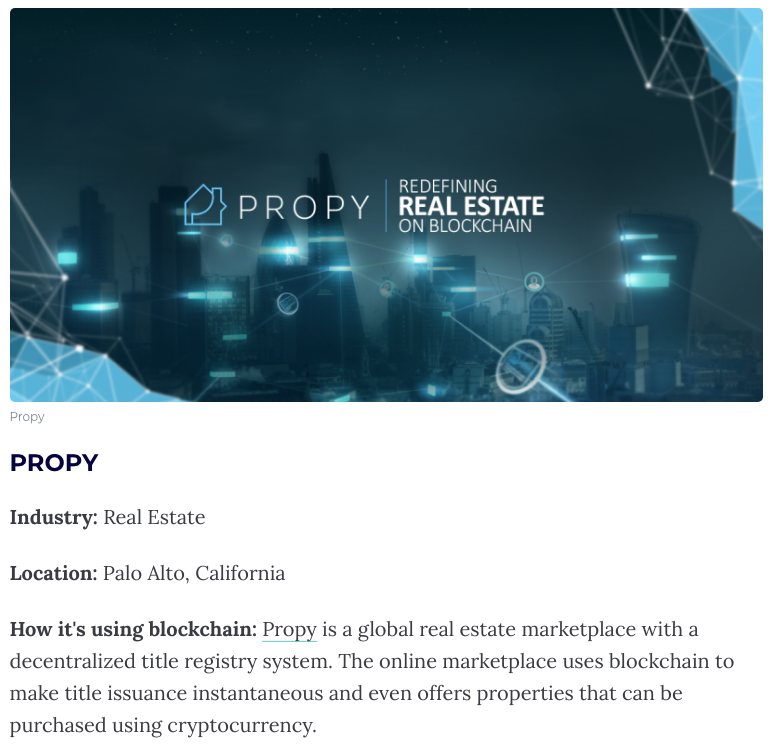 PROPY
REDEFINING
REAL ESTATE
ON BLOCKCHAIN
Propy
PROPY
Industry: Real Estate
Location: Palo Alto, California
How it's using blockchain: Propy is a global real estate marketplace with a
decentralized title registry system. The online marketplace uses blockchain to
make title issuance instantaneous and even offers properties that can be
purchased using cryptocurrency.